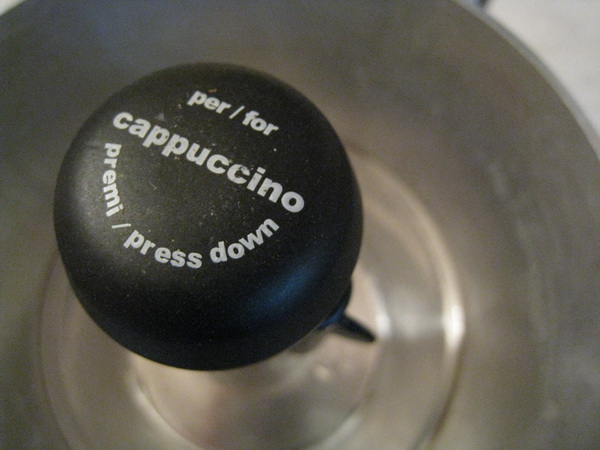 per / for
cappuccino
premi / press down